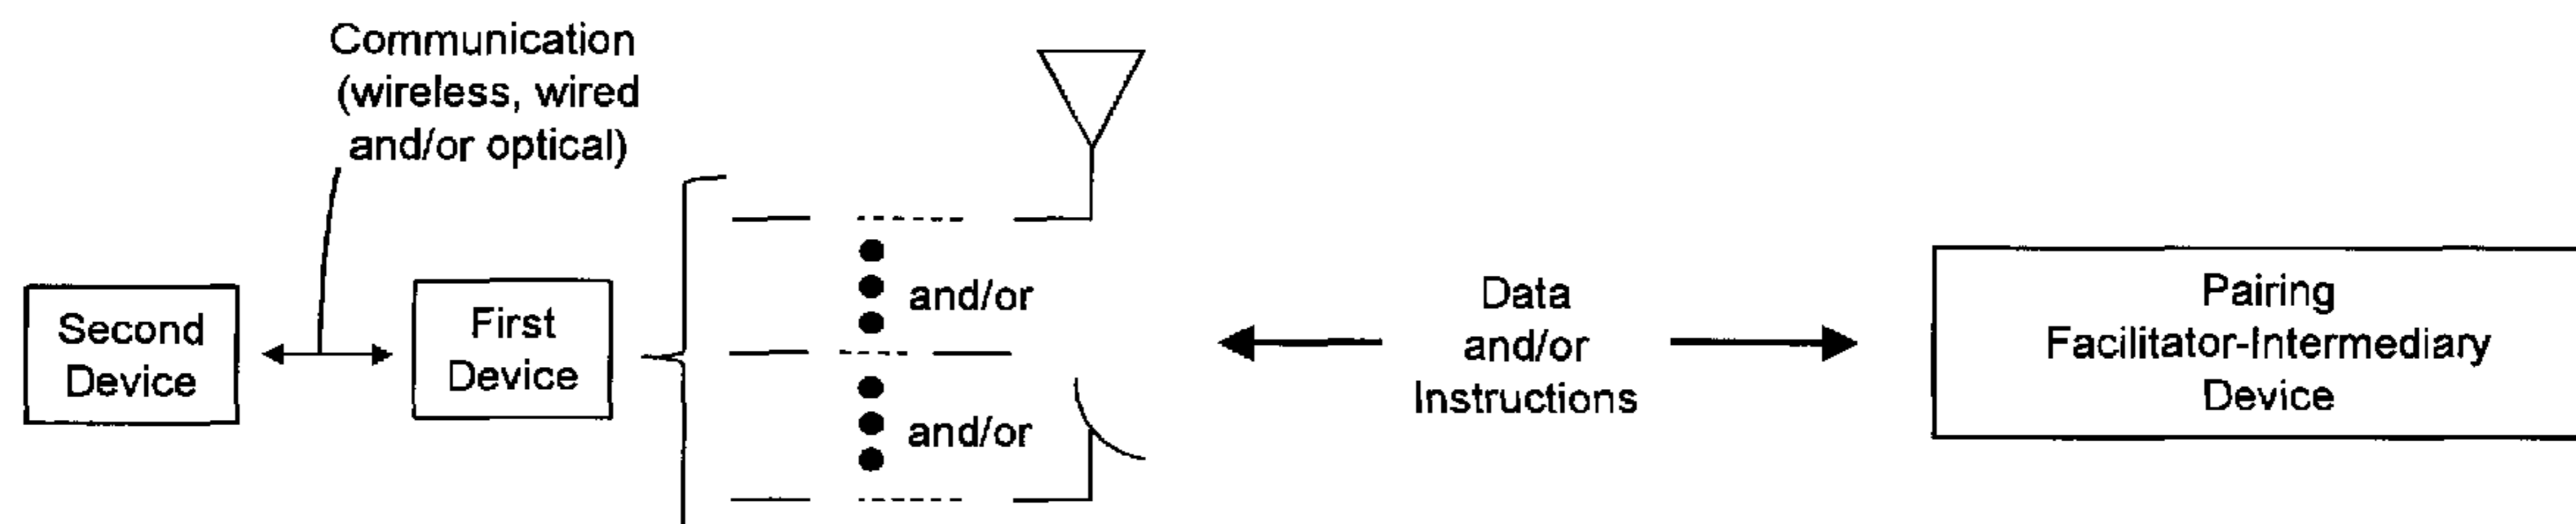 Communication
(wireless, wired
and/or optical)
Second
Device
First
Device
and/or
and/or
Data
and/or
Instructions
Pairing
Facilitator-Intermediary
Device